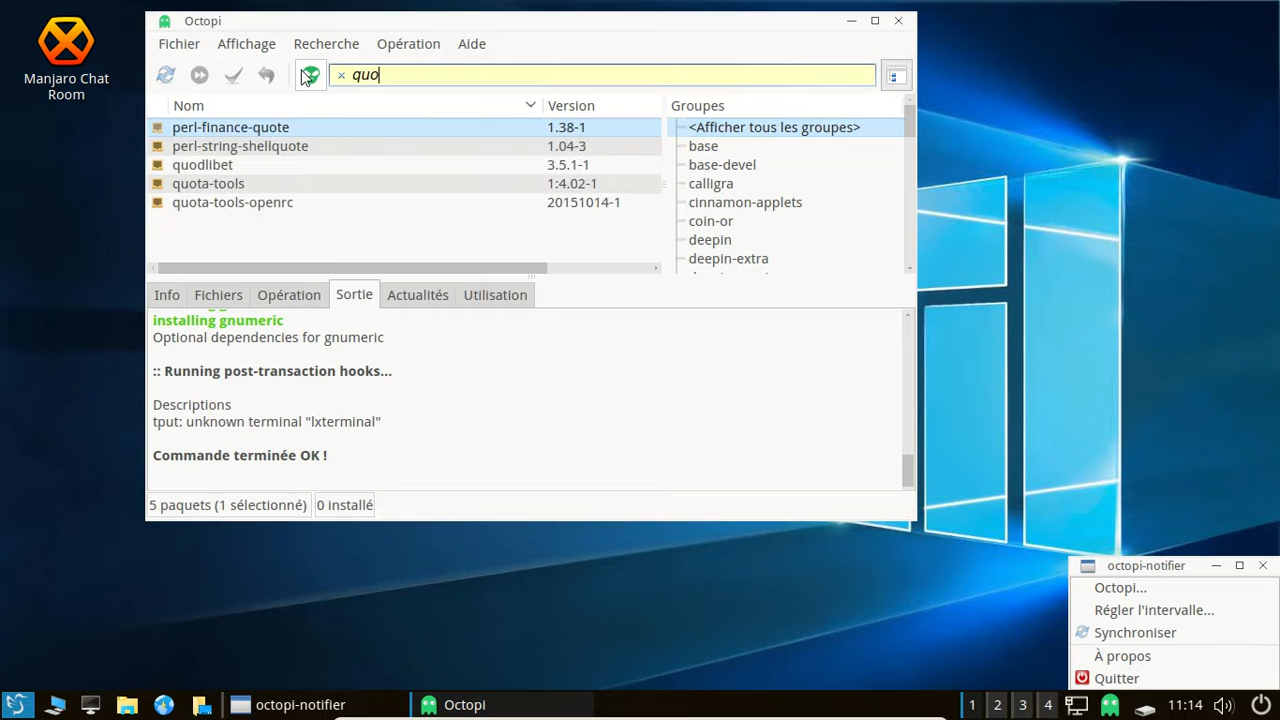 Manjaro Chat
Room
Octopi
Fichier Affichage Recherche Opération Aide
quo
Nom Version
perl-finance-quote 1.38-1
perl-string-shellquote 1.04-3
quodlibet 3.5.1-1
quota-tools 1:4.02-1
quota-tools-openrc 20151014-1
Groupes
<Afficher tous les groupes>
base
base-devel
calligra
cinnamon-applets
coin-or
deepin
deepin-extra
Info Fichiers Opération Sortie Actualités Utilisation
installing gnumeric
Optional dependencies for gnumeric
:: Running post-transaction hooks...
Descriptions
tput: unknown terminal "lxterminal"
Commande terminée OK !
5 paquets (1 sélectionné) 0 installé
octopi-notifier
Octopi...
Régler l'intervalle...
Synchroniser
À propos
Quitter
octopi-notifier Octopi 1 2 3 4 11:14